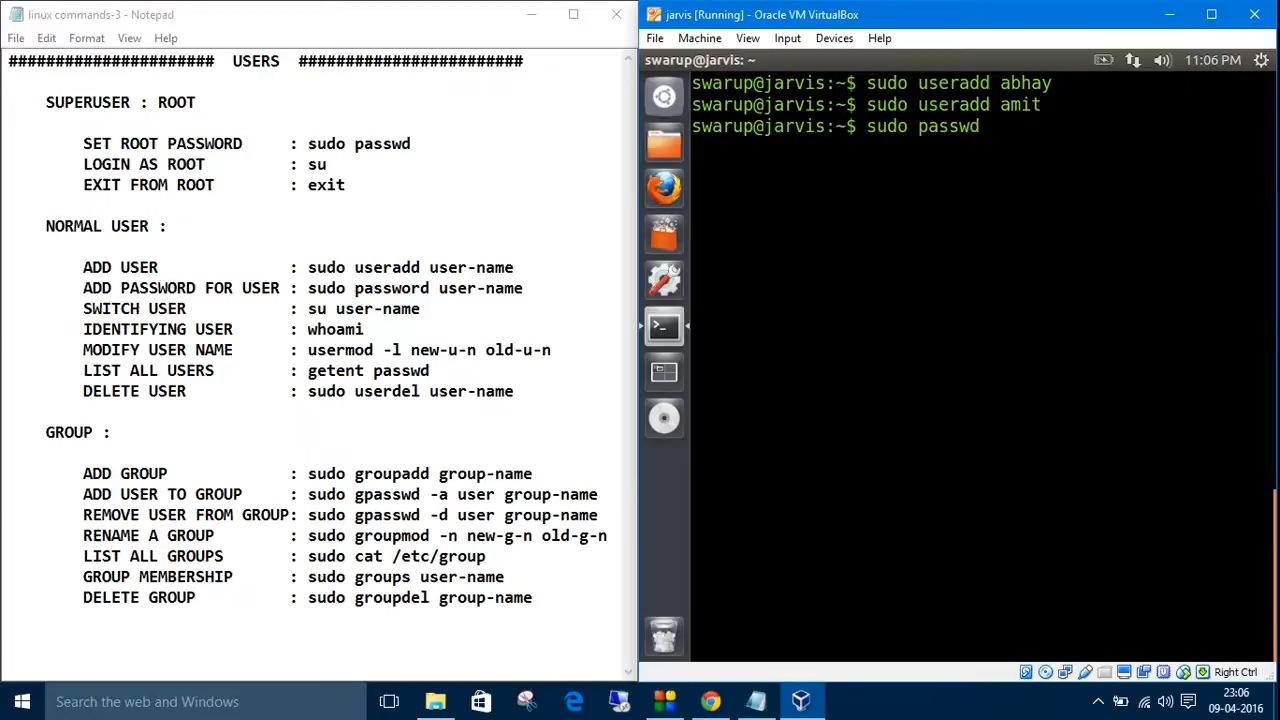 linux commands-3 - Notepad
File Edit Format View Help
###################### USERS ########################
SUPERUSER : ROOT
SET ROOT PASSWORD : sudo passwd
LOGIN AS ROOT : su
EXIT FROM ROOT : exit
NORMAL USER :
ADD USER : sudo useradd user-name
ADD PASSWORD FOR USER : sudo password user-name
SWITCH USER : su user-name
IDENTIFYING USER : whoami
MODIFY USER NAME : usermod -l new-u-n old-u-n
LIST ALL USERS : getent passwd
DELETE USER : sudo userdel user-name
GROUP :
ADD GROUP : sudo groupadd group-name
ADD USER TO GROUP : sudo gpasswd -a user group-name
REMOVE USER FROM GROUP: sudo gpasswd -d user group-name
RENAME A GROUP : sudo groupmod -n new-g-n old-g-n
LIST ALL GROUPS : sudo cat /etc/group
GROUP MEMBERSHIP : sudo groups user-name
DELETE GROUP : sudo groupdel group-name
jarvis [Running] - Oracle VM VirtualBox
File Machine View Input Devices Help
swarup@jarvis: ~ 11:06 PM
swarup@jarvis:~$ sudo useradd abhay
swarup@jarvis:~$ sudo useradd amit
swarup@jarvis:~$ sudo passwd
Right Ctrl
Search the web and Windows
23:06
09-04-2016